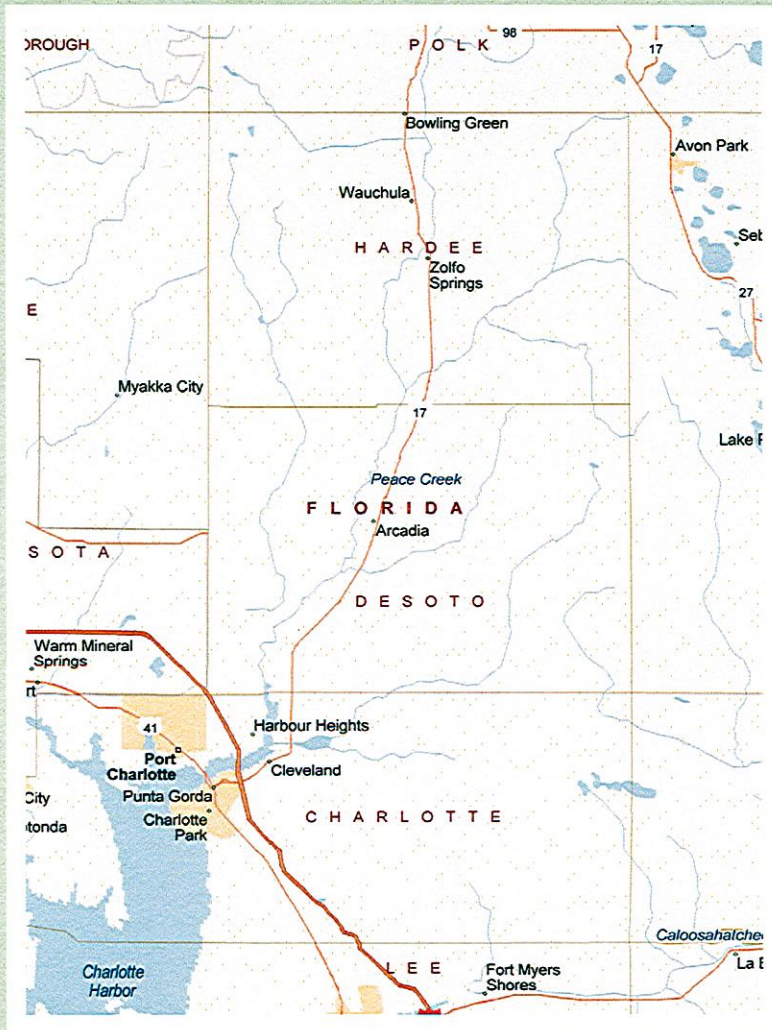 OROUGH
POLK
98
17
Bowling Green
Avon Park
Wauchula
HARDEE
Seb
Zolfo
Springs
27
E
Myakka City
17
Lake P
Peace Creek
FLORIDA
Arcadia
SOTA
DESOTO
Warm Mineral
Springs
rt
41
Harbour Heights
Port
Charlotte
Cleveland
Punta Gorda
City
Charlotte
Park
CHARLOTTE
tonda
Caloosahatchee
LEE
La B
Charlotte
Harbor
Fort Myers
Shores